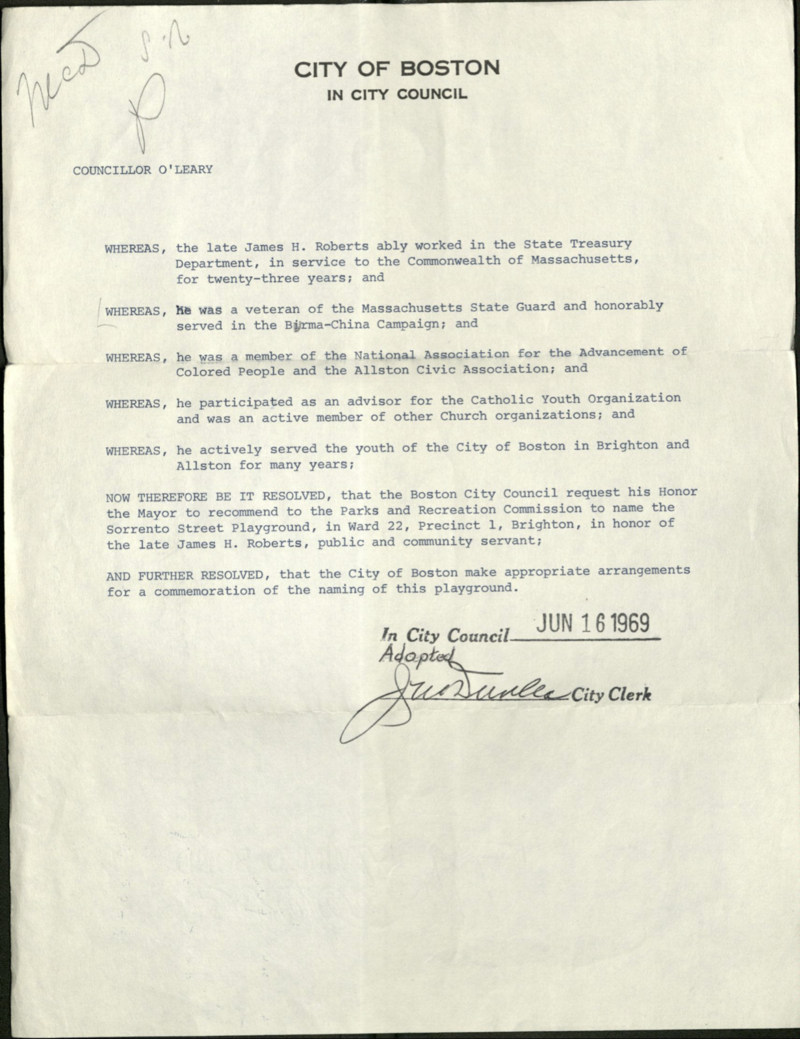 S.R.
CITY OF BOSTON
IN CITY COUNCIL
COUNCILLOR O'LEARY
WHEREAS, the late James H. Roberts ably worked in the State Treasury
Department, in service to the Commonwealth of Massachusetts,
for twenty-three years; and
WHEREAS, he was a veteran of the Massachusetts State Guard and honorably
served in the Burma-China Campaign; and
WHEREAS, he was a member of the National Association for the Advancement of
Colored People and the Allston Civic Association; and
WHEREAS, he participated as an advisor for the Catholic Youth Organization
and was an active member of other Church organizations; and
WHEREAS, he actively served the youth of the City of Boston in Brighton and
Allston for many years;
NOW THEREFORE BE IT RESOLVED, that the Boston City Council request his Honor
the Mayor to recommend to the Parks and Recreation Commission to name the
Sorrento Street Playground, in Ward 22, Precinct 1, Brighton, in honor of
the late James H. Roberts, public and community servant;
AND FURTHER RESOLVED, that the City of Boston make appropriate arrangements
for a commemoration of the naming of this playground.
In City Council JUN 16 1969
Adopted
City Clerk